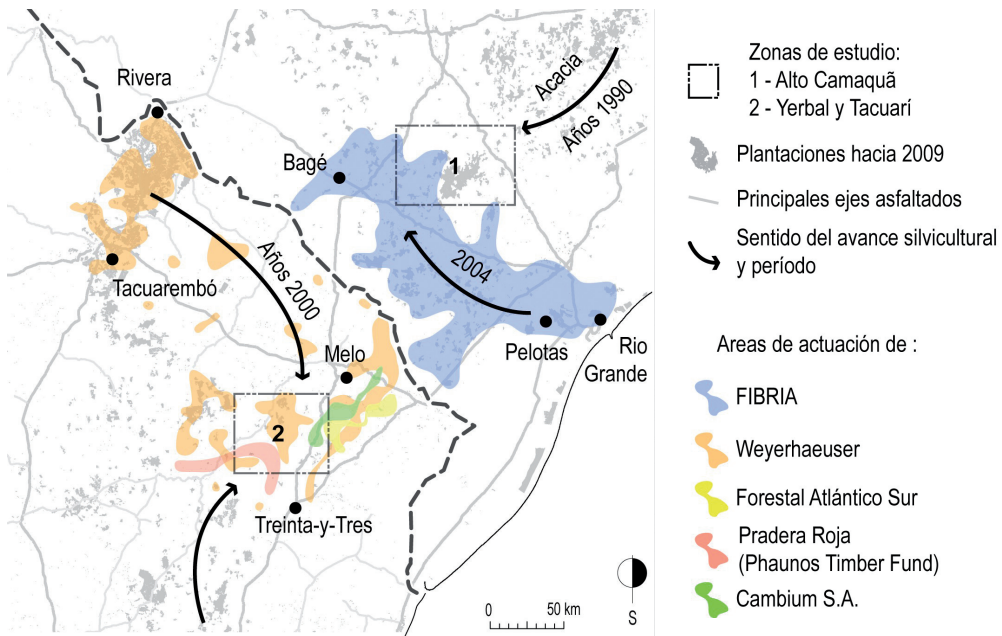 Rivera
Bagé
1
Acacia
Años 1990
Tacuarembó
Años 2000
2004
Melo
Pelotas
Rio
Grande
2
Treinta-y-Tres
0 50 km
S
Zonas de estudio:
1 - Alto Camaquã
2 - Yerbal y Tacuarí
Plantaciones hacia 2009
Principales ejes asfaltados
Sentido del avance silvicultural
y período
Areas de actuación de :
FIBRIA
Weyerhaeuser
Forestal Atlántico Sur
Pradera Roja
(Phaunos Timber Fund)
Cambium S.A.